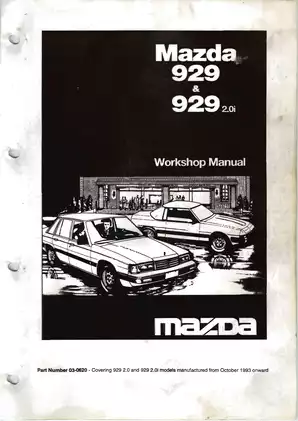 Mazda
929
&
929 2.0i
Workshop Manual
mazda
Part Number 03-0620 - Covering 929 2.0 and 929 2.0i models manufactured from October 1993 onward